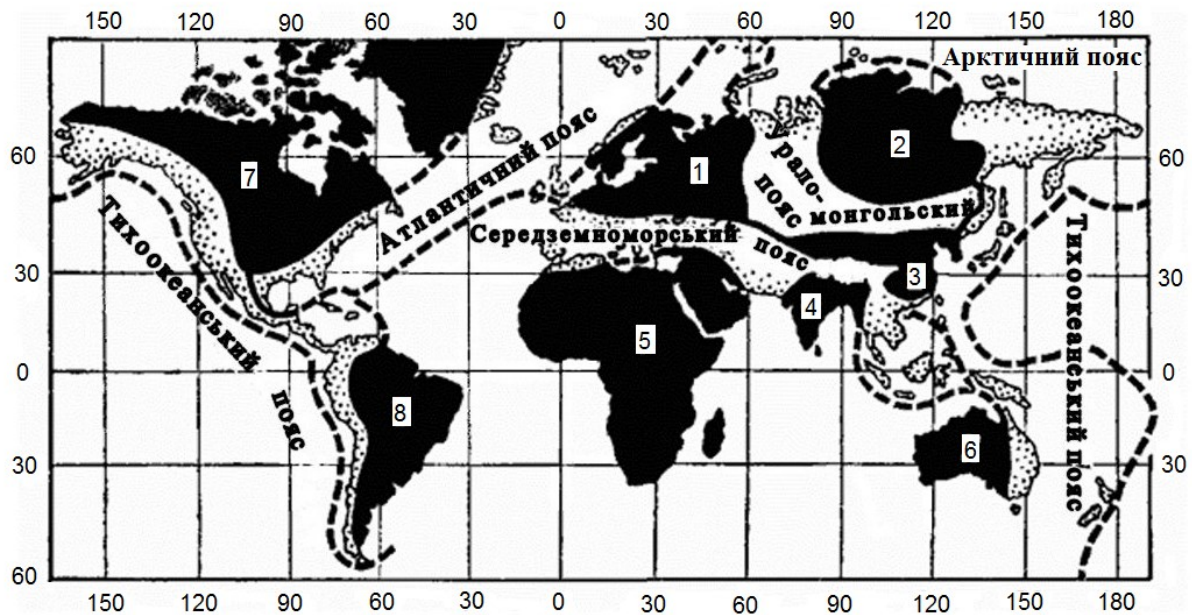 150 120 90 60 30 0 30 60 90 120 150 180
Арктичний пояс
60
60
1
2
7
Атлантичний пояс
рало-
пояс
монгольский
Тихоокеанський
пояс
Середземноморський
пояс
Тихоокеанський пояс
30
30
3
4
5
0
0
8
6
30
30
60
150 120 90 60 30 0 30 60 90 120 150 180